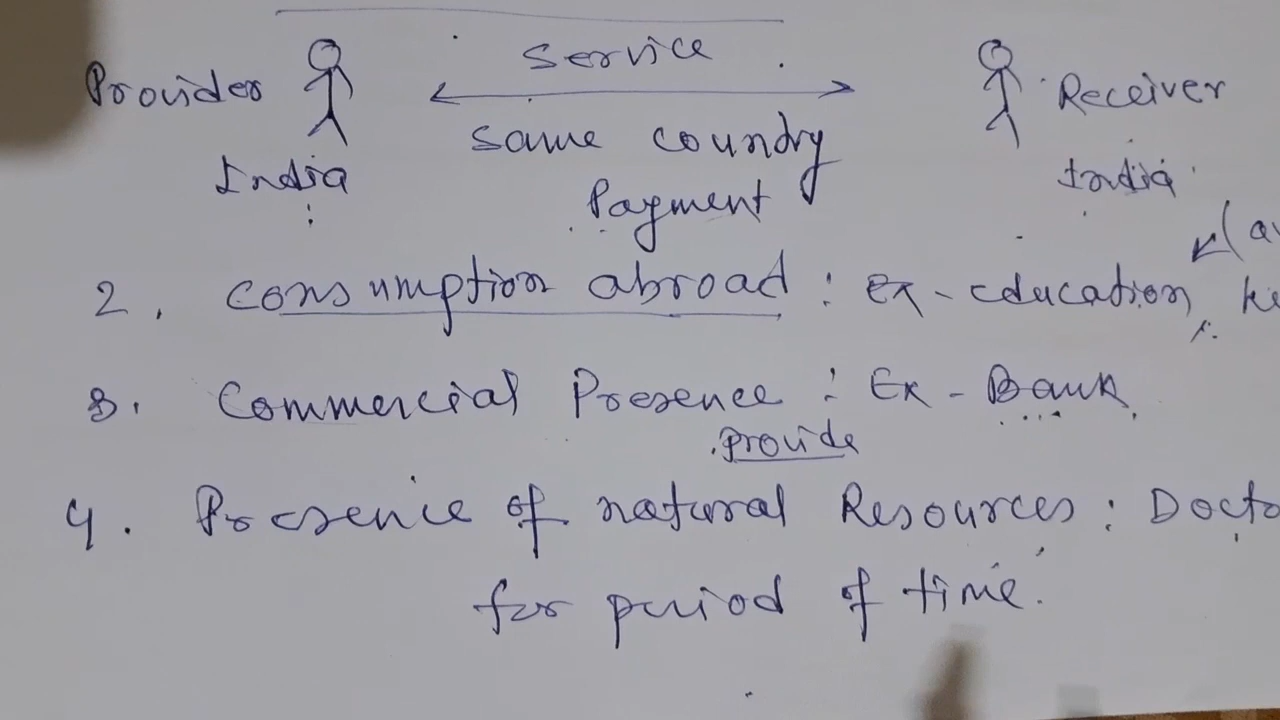 Service
Provider Receiver
same country
India India
Payment
2. Consumption abroad : Ex - education
3. Commercial Presence : Ex - Bank
provide
4. Presence of natural Resources : Docto
for period of time.